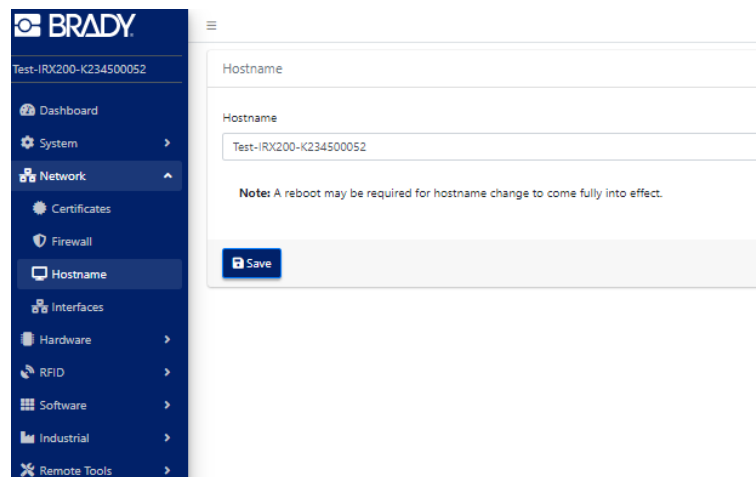 BRADY.
Test-IRX200-K234500052
Dashboard
System
Network
Certificates
Firewall
Hostname
Interfaces
Hardware
RFID
Software
Industrial
Remote Tools
Hostname
Hostname
Test-IRX200-K234500052
Note: A reboot may be required for hostname change to come fully into effect.
Save